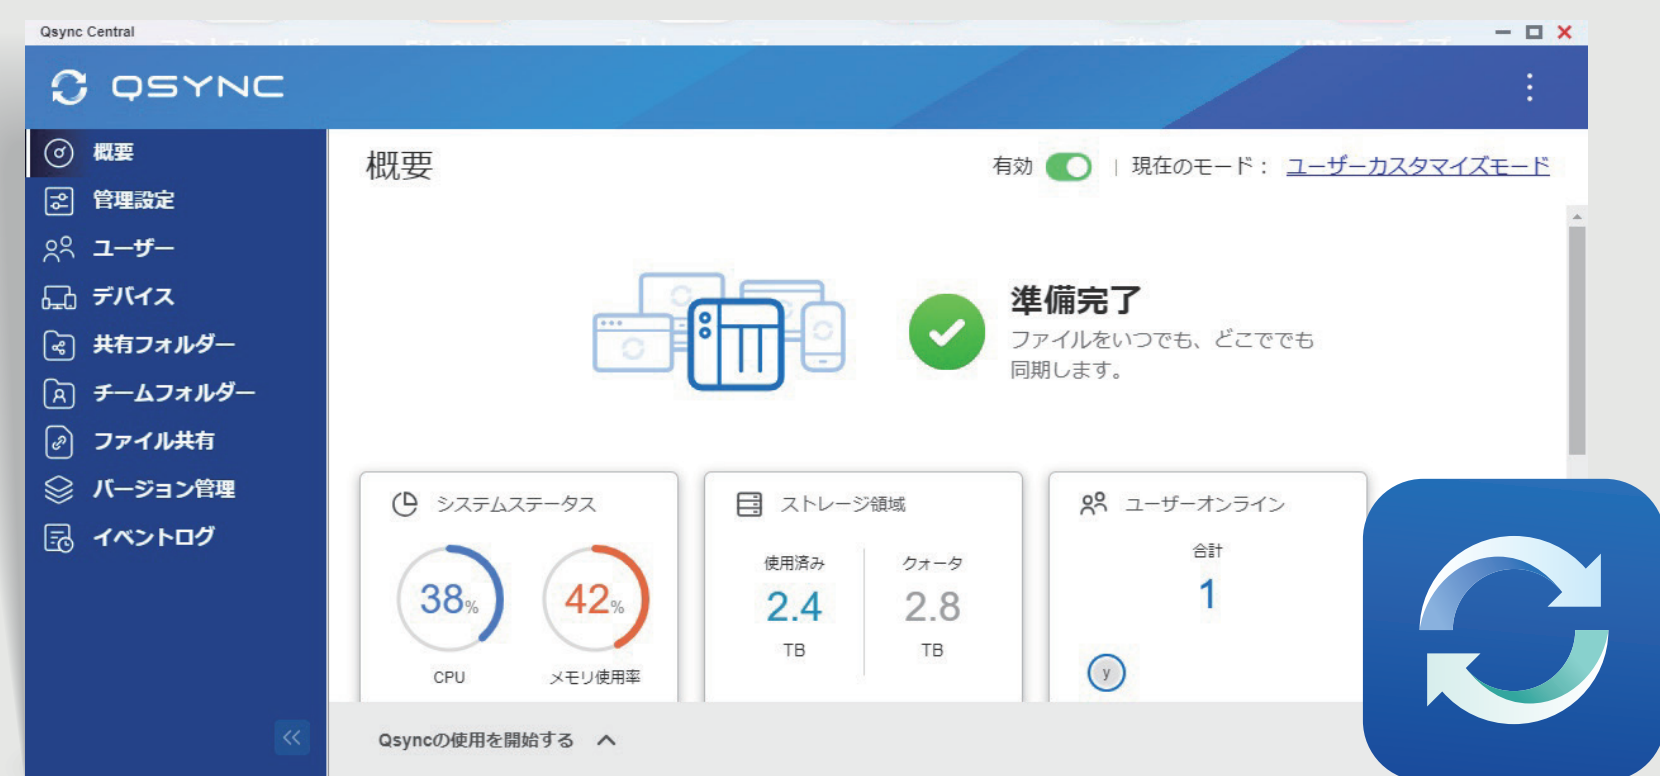 Qsync Central
QSYNC
概要
管理設定
ユーザー
デバイス
共有フォルダー
チームフォルダー
ファイル共有
バージョン管理
イベントログ
概要
有効 | 現在のモード： ユーザーカスタマイズモード
準備完了
ファイルをいつでも、どこででも
同期します。
システムステータス
38%
42%
CPU
メモリ使用率
ストレージ領域
使用済み
クォータ
2.4
2.8
TB
TB
ユーザーオンライン
合計
1
y
Qsyncの使用を開始する